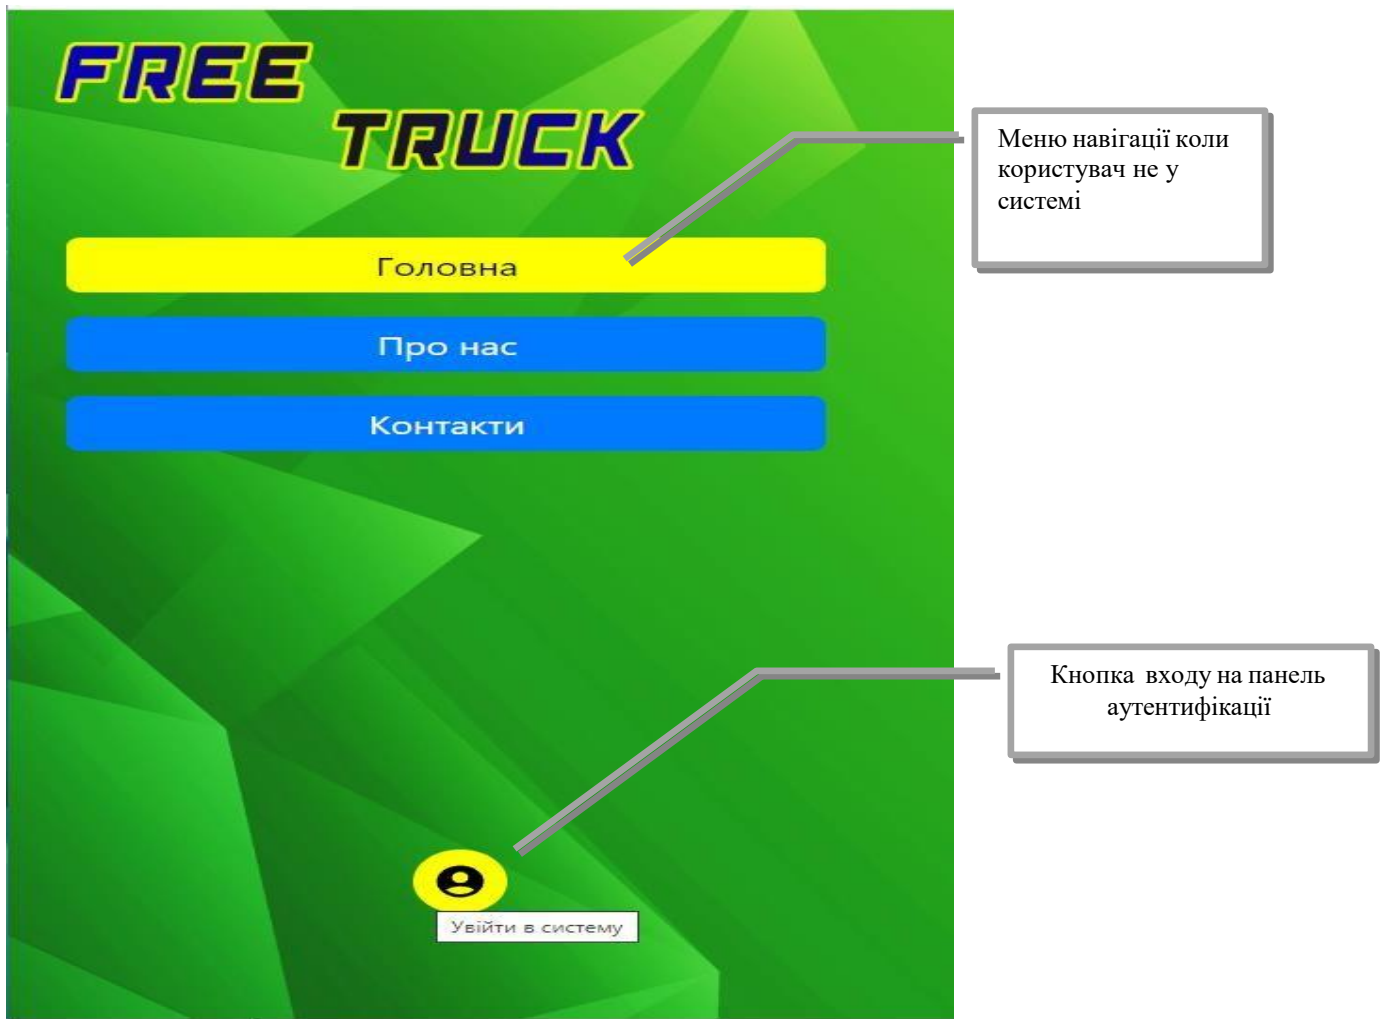 FREE
TRUCK
Меню навігації коли
користувач не у
системі
Головна
Про нас
Контакти
Кнопка входу на панель
аутентифікації
Увійти в систему